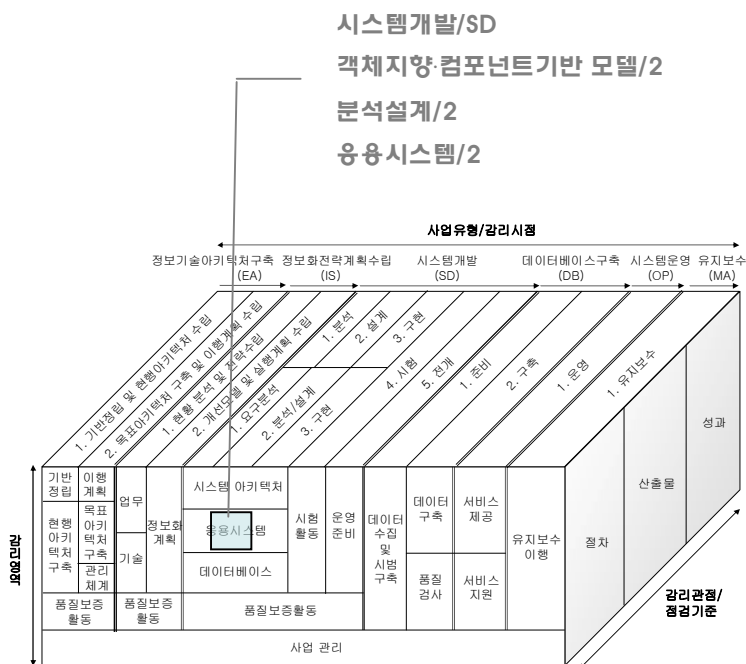 시스템개발/SD
객체지향·컴포넌트기반 모델/2
분석설계/2
응용시스템/2
사업유형/감리시점
정보기술아키텍처구축
(EA)
정보화전략계획수립
(IS)
시스템개발
(SD)
데이터베이스구축
(DB)
시스템운영
(OP)
유지보수
(MA)
1. 기반정립 및 현행아키텍처 수립
2. 목표아키텍처 구축 및 이행계획 수립
1. 현황 분석 및 전략수립
2. 개선모델 및 실행계획 수립
1. 분석
2. 설계
3. 구현
1. 요구분석
2. 분석/설계
3. 구현
4. 시험
5. 전개
1. 준비
2. 구축
1. 운영
1. 유지보수
감리영역
기반
정립
이행
계획
현행
아키
텍처
구축
목표
아키
텍처
구축
관리
체계
품질보증
활동
업무
기술
정보화
계획
품질보증
활동
시스템 아키텍처
응용시스템
데이터베이스
시험
활동
운영
준비
품질보증활동
데이터
수집
및
시범
구축
데이터
구축
품질
검사
서비스
제공
서비스
지원
유지보수
이행
사업 관리
절차
산출물
성과
감리관점/
점검기준